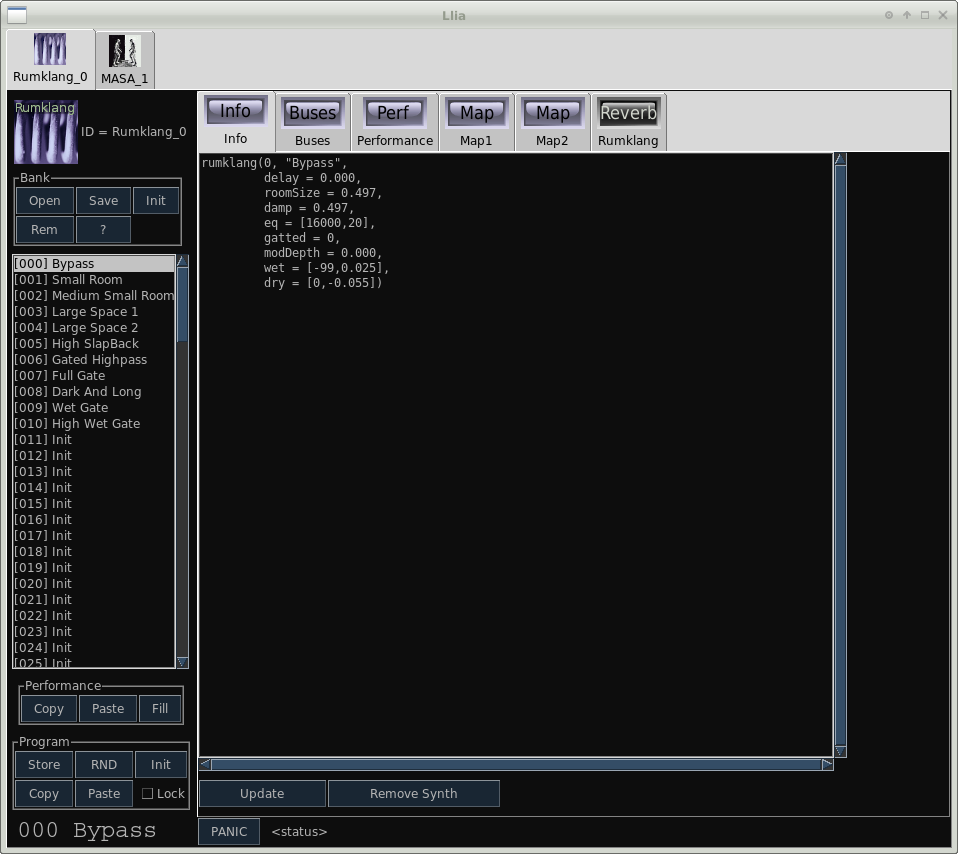 Llia
Rumklang_0
MASA_1
Rumklang
ID = Rumklang_0
Bank
Open Save Init
Rem ?
[000] Bypass
[001] Small Room
[002] Medium Small Room
[003] Large Space 1
[004] Large Space 2
[005] High SlapBack
[006] Gated Highpass
[007] Full Gate
[008] Dark And Long
[009] Wet Gate
[010] High Wet Gate
[011] Init
[012] Init
[013] Init
[014] Init
[015] Init
[016] Init
[017] Init
[018] Init
[019] Init
[020] Init
[021] Init
[022] Init
[023] Init
[024] Init
[025] Init
Performance
Copy Paste Fill
Program
Store RND Init
Copy Paste Lock
000 Bypass
Info Buses Perf Map Map Reverb
Info Buses Performance Map1 Map2 Rumklang
rumklang(0, "Bypass",
delay = 0.000,
roomSize = 0.497,
damp = 0.497,
eq = [16000,20],
gatted = 0,
modDepth = 0.000,
wet = [-99,0.025],
dry = [0,-0.055])
Update Remove Synth
PANIC <status>